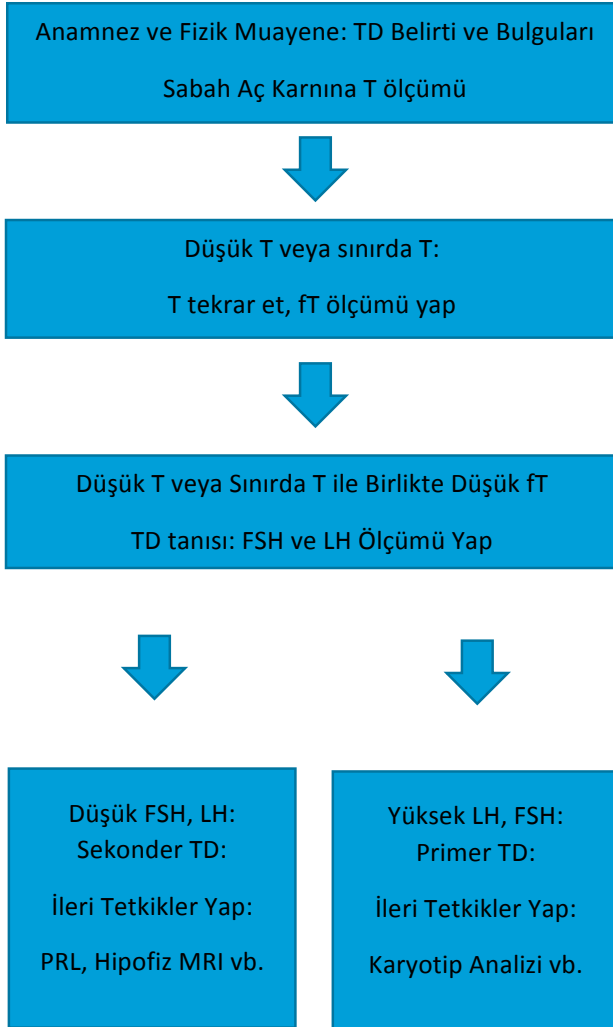 Anamnez ve Fizik Muayene: TD Belirti ve Bulguları
Sabah Aç Karnına T ölçümü
Düşük T veya sınırda T:
T tekrar et, fT ölçümü yap
Düşük T veya Sınırda T ile Birlikte Düşük fT
TD tanısı: FSH ve LH Ölçümü Yap
Düşük FSH, LH:
Sekonder TD:
İleri Tetkikler Yap:
PRL, Hipofiz MRI vb.
Yüksek LH, FSH:
Primer TD:
İleri Tetkikler Yap:
Karyotip Analizi vb.